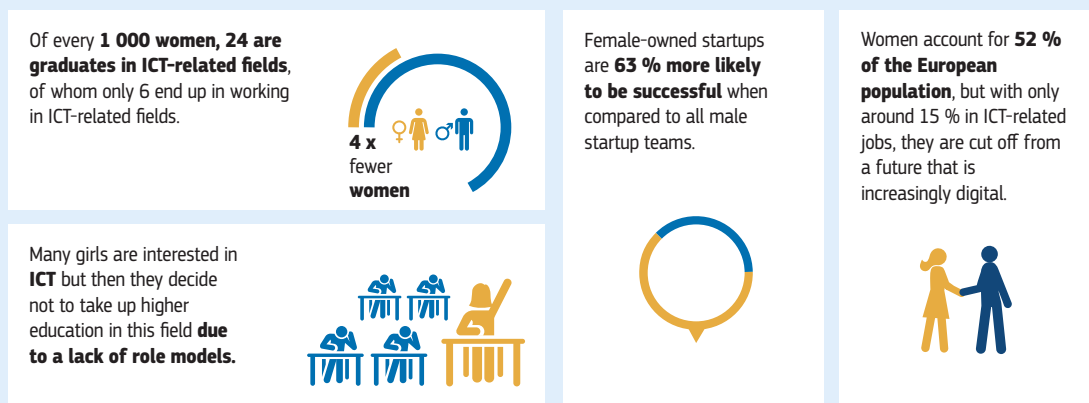 Of every 1 000 women, 24 are
graduates in ICT-related fields,
of whom only 6 end up in working
in ICT-related fields.
4 x
fewer
women
Many girls are interested in
ICT but then they decide
not to take up higher
education in this field due
to a lack of role models.
Female-owned startups
are 63 % more likely
to be successful when
compared to all male
startup teams.
Women account for 52 %
of the European
population, but with only
around 15 % in ICT-related
jobs, they are cut off from
a future that is
increasingly digital.